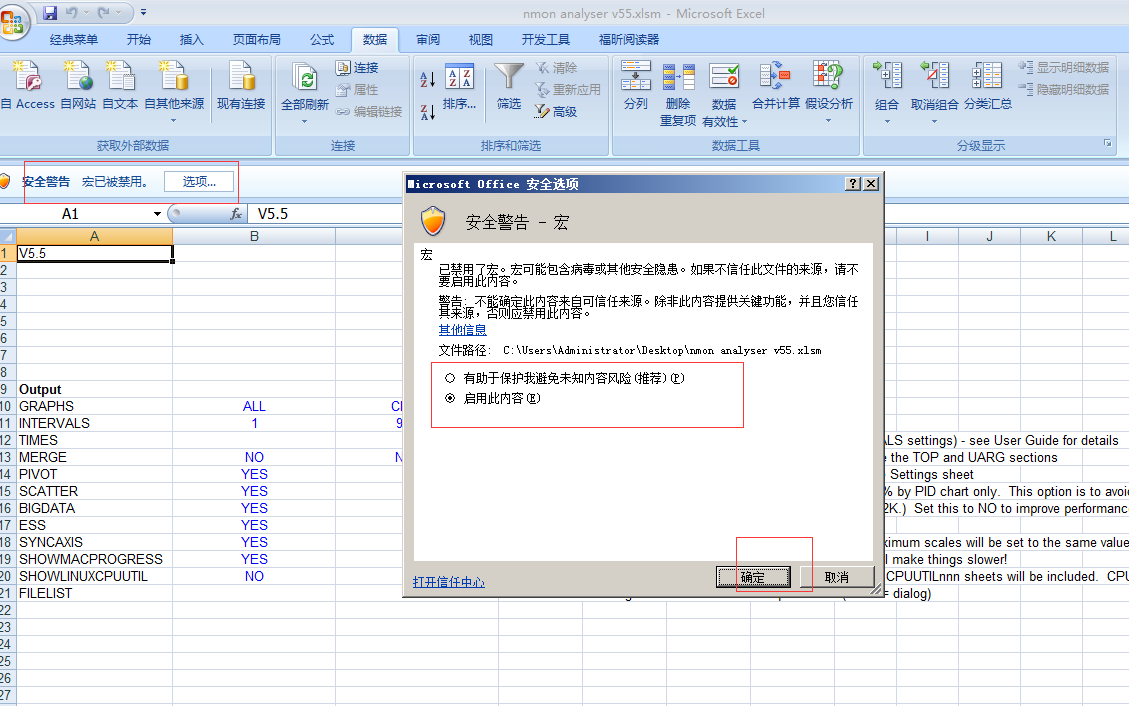 nmon analyser v55.xlsm - Microsoft Excel
经典菜单 开始 插入 页面布局 公式 数据 审阅 视图 开发工具 福昕阅读器
自 Access 自网站 自文本 自其他来源 现有连接
获取外部数据
全部刷新 连接 属性 编辑链接
连接
排序... 筛选 清除 重新应用 高级
排序和筛选
分列 删除 重复项 数据 有效性 合并计算 假设分析
数据工具
组合 取消组合 分类汇总 显示明细数据 隐藏明细数据
分级显示
安全警告 宏已被禁用。 选项...
A1 fx V5.5
A B I J K L
1 V5.5
2
3
4
5
6
7
8
9 Output
10 GRAPHS ALL
11 INTERVALS 1 9
12 TIMES LS settings) - see User Guide for details
13 MERGE NO the TOP and UARG sections
14 PIVOT YES Settings sheet
15 SCATTER YES % by PID chart only. This option is to avoi
16 BIGDATA YES 2K.) Set this to NO to improve performance
17 ESS YES
18 SYNCAXIS YES ximum scales will be set to the same value
19 SHOWMACPROGRESS YES make things slower!
20 SHOWLINUXCPUUTIL NO CPUUTILnnn sheets will be included. CPU
21 FILELIST = dialog)
22
23
24
25
26
27
Microsoft Office 安全选项
安全警告 - 宏
宏
已禁用了宏。宏可能包含病毒或其他安全隐患。如果不信任此文件的来源，请不
要启用此内容。
警告: 不能确定此内容来自可信任来源。除非此内容提供关键功能，并且您信任
其来源，否则应禁用此内容。
其他信息
文件路径: C:\Users\Administrator\Desktop\nmon analyser v55.xlsm
有助于保护我避免未知内容风险(推荐)(P)
启用此内容(E)
打开信任中心
确定 取消